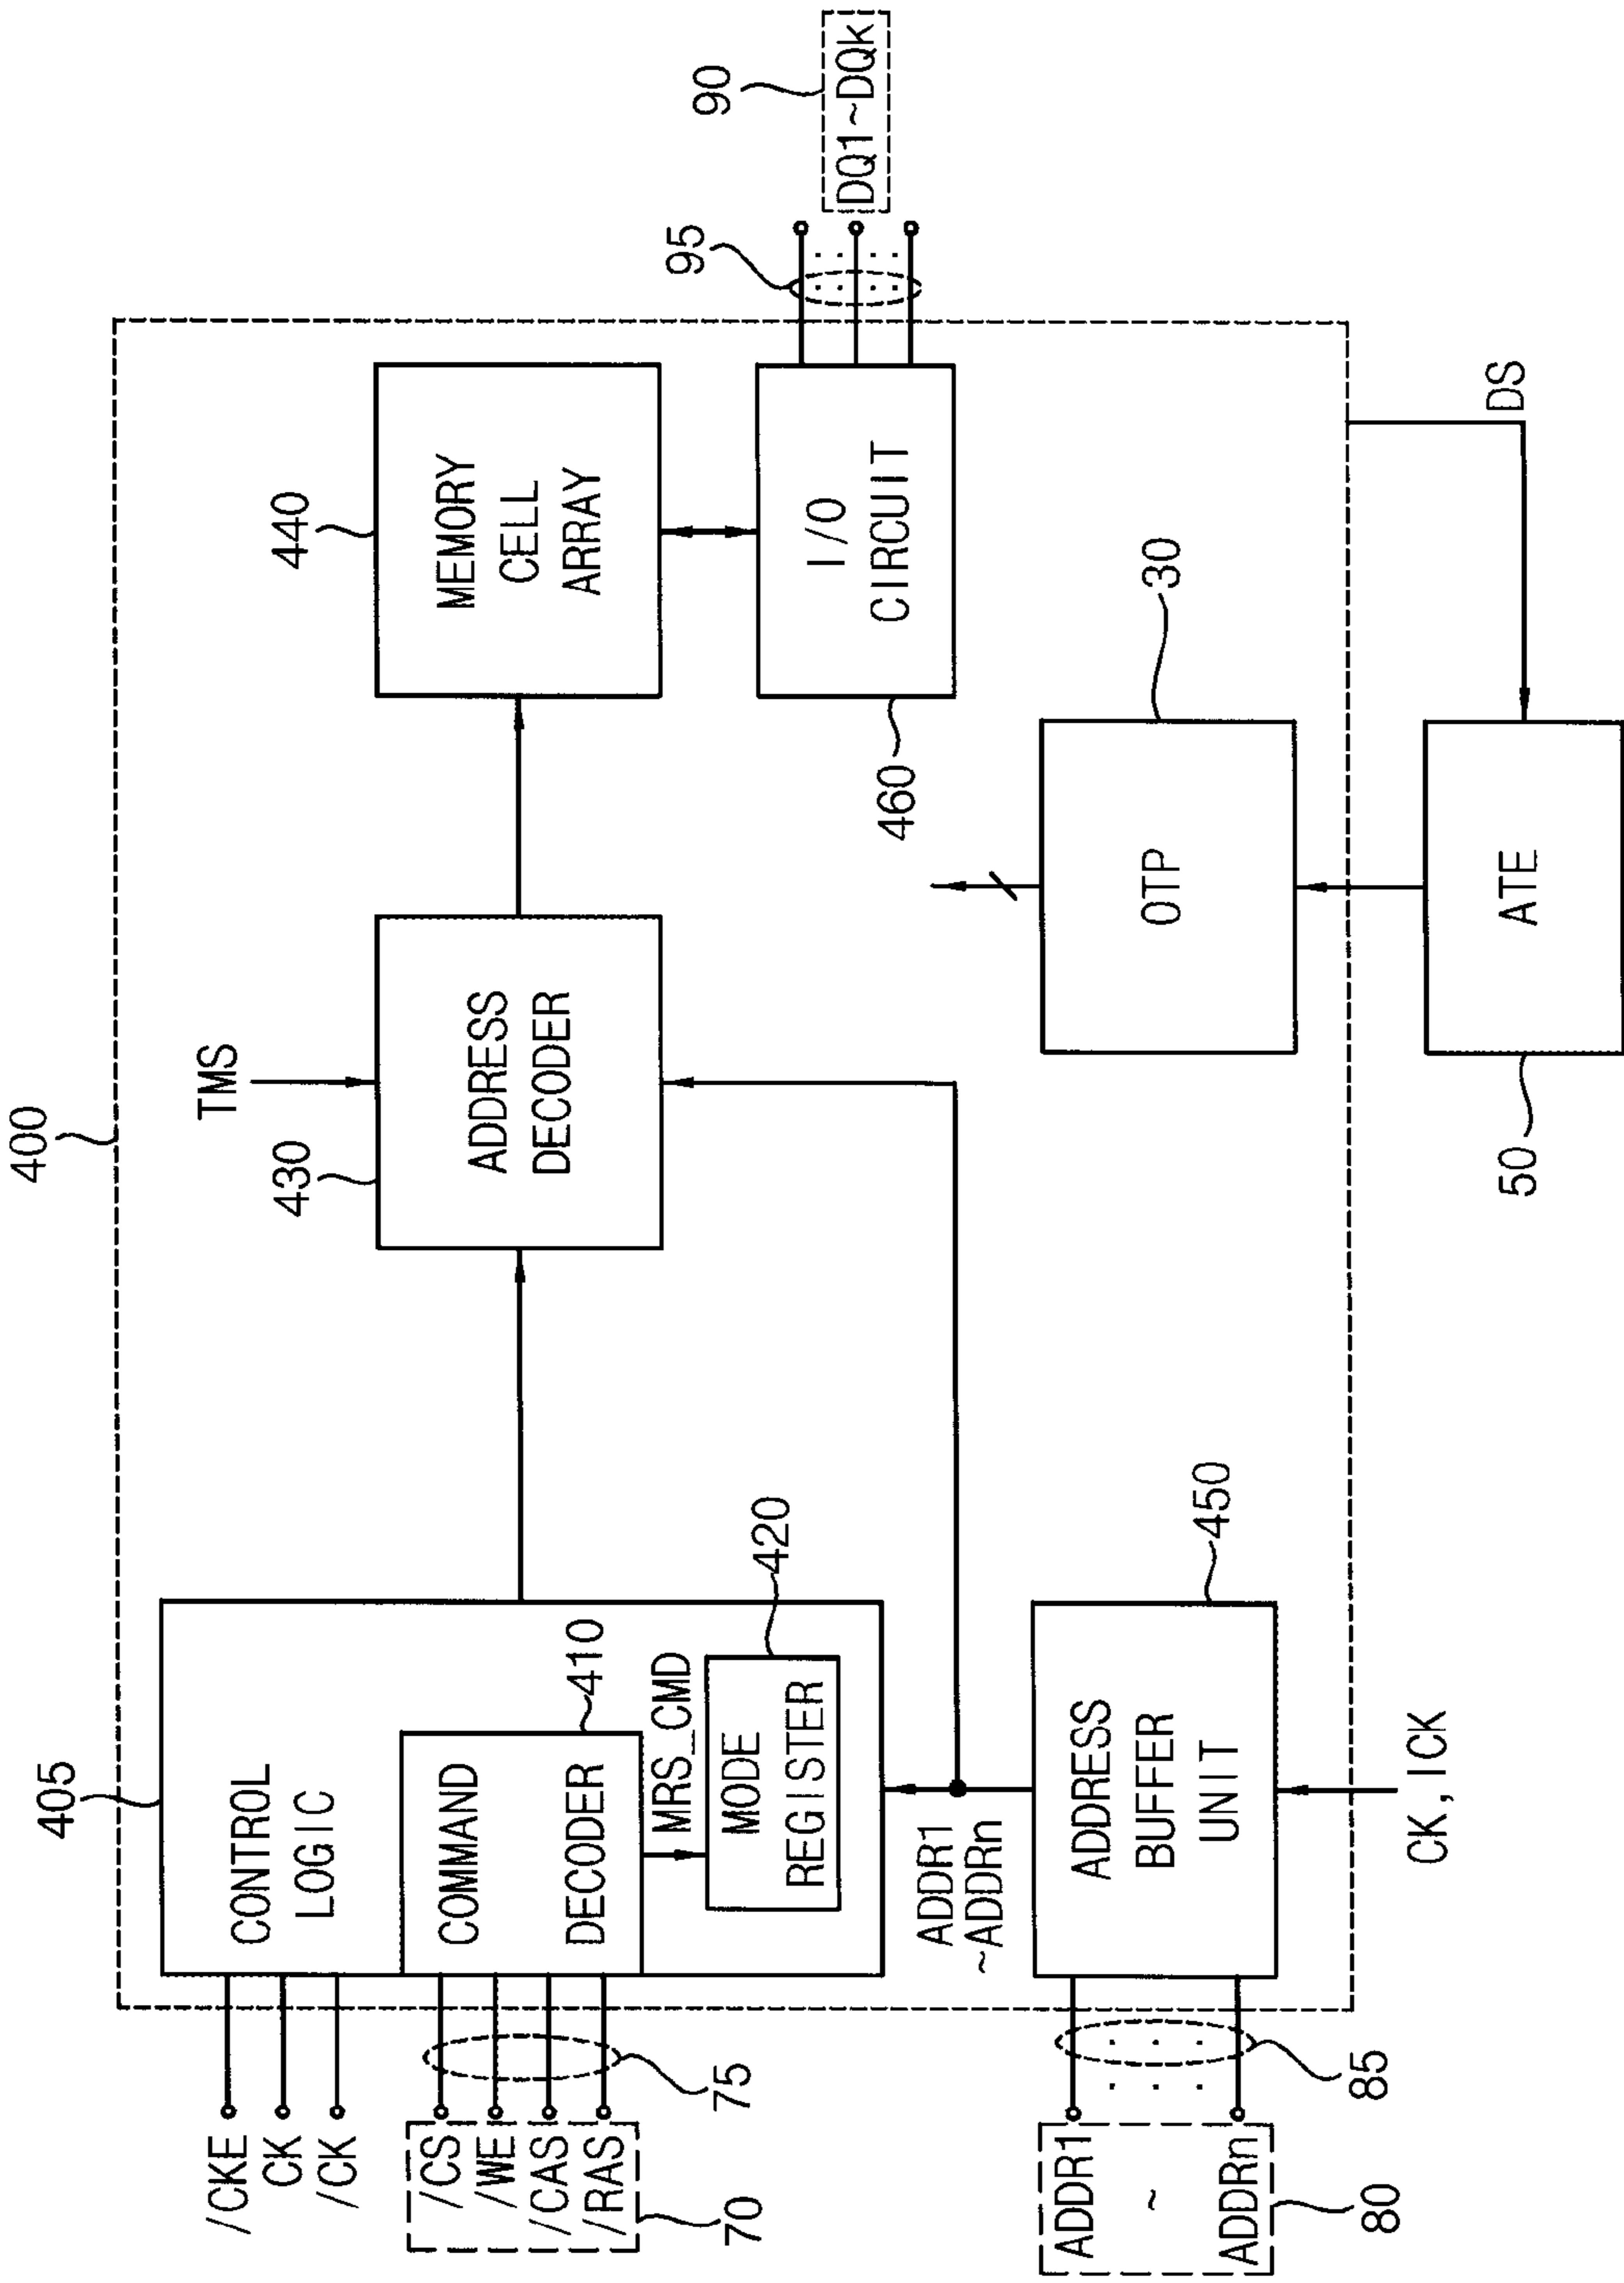 400
405
CONTROL
LOGIC
/CKE
CK
/CK
410
COMMAND
DECODER
/CS
/WE
/CAS
/RAS
70
75
MRS_CMD
420
MODE
REGISTER
TMS
430
ADDRESS
DECODER
440
MEMORY
CELL
ARRAY
I/O
CIRCUIT
460
95
90
DQ1~DQk
ADDR1
~ADDRn
ADDR1
~
ADDRn
80
85
ADDRESS
BUFFER
UNIT
450
CK,ICK
OTP
30
ATE
50
DS